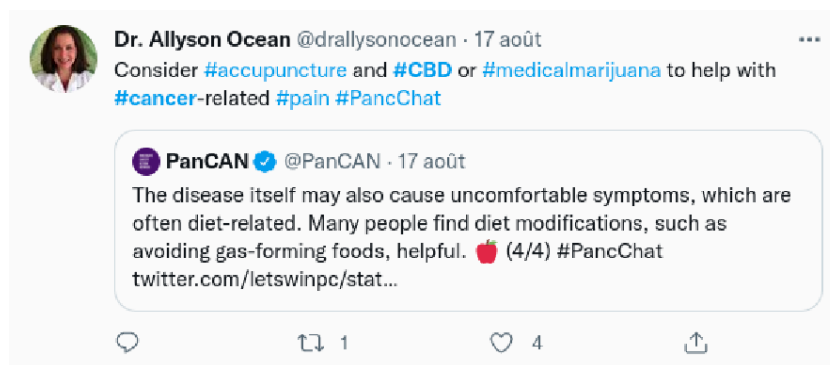 Dr. Allyson Ocean @drallysonocean · 17 août
Consider #accupuncture and #CBD or #medicalmarijuana to help with
#cancer-related #pain #PancChat
PanCAN @PanCAN · 17 août
The disease itself may also cause uncomfortable symptoms, which are
often diet-related. Many people find diet modifications, such as
avoiding gas-forming foods, helpful. 🍎 (4/4) #PancChat
twitter.com/letswinpc/stat...
1 4